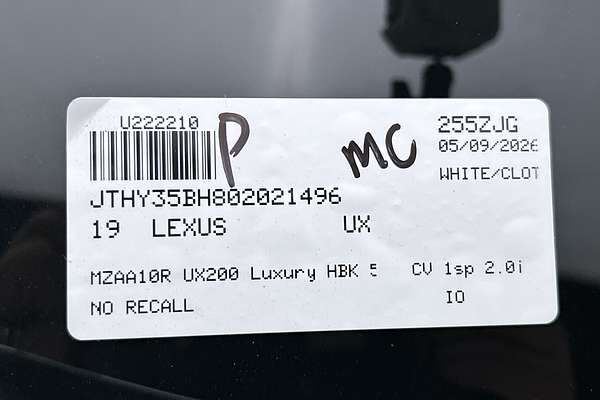 U222210
P
MC
255ZJG
05/09/2026
WHITE/CLOT
JTHY35BH802021496
19 LEXUS UX
MZAA10R UX200 Luxury HBK 5 CV 1sp 2.0i
NO RECALL IO